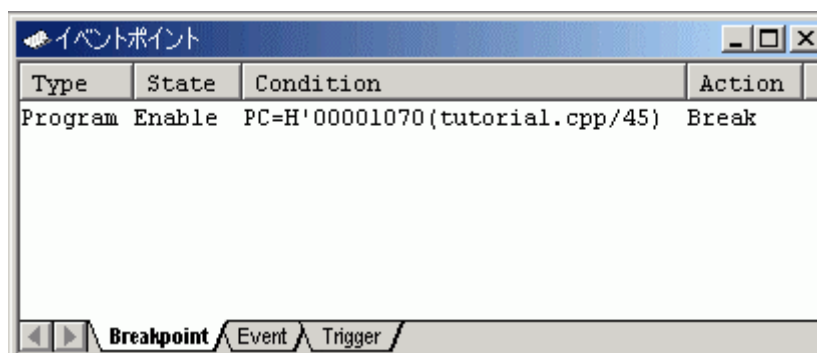 イベントポイント
Type State Condition Action
Program Enable PC=H'00001070(tutorial.cpp/45) Break
Breakpoint Event Trigger